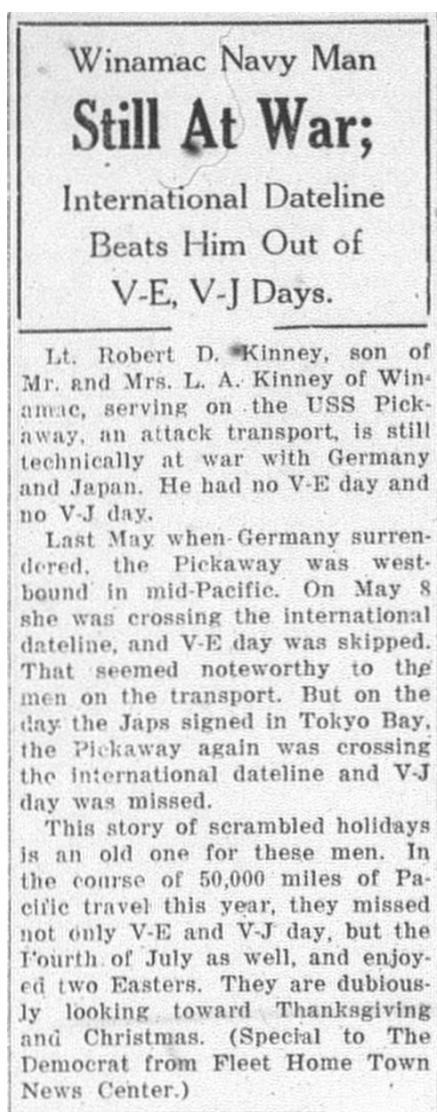 Winamac Navy Man
Still At War;
International Dateline
Beats Him Out of
V-E, V-J Days.
Lt. Robert D. Kinney, son of
Mr. and Mrs. L. A. Kinney of Win-
amac, serving on the USS Pick-
away, an attack transport, is still
technically at war with Germany
and Japan. He had no V-E day and
no V-J day.
Last May when Germany surren-
dered, the Pickaway was west-
bound in mid-Pacific. On May 8
she was crossing the international
dateline, and V-E day was skipped.
That seemed noteworthy to the
men on the transport. But on the
day the Japs signed in Tokyo Bay,
the Pickaway again was crossing
the international dateline and V-J
day was missed.
This story of scrambled holidays
is an old one for these men. In
the course of 50,000 miles of Pa-
cific travel this year, they missed
not only V-E and V-J day, but the
Fourth of July as well, and enjoy-
ed two Easters. They are dubious-
ly looking toward Thanksgiving
and Christmas. (Special to The
Democrat from Fleet Home Town
News Center.)